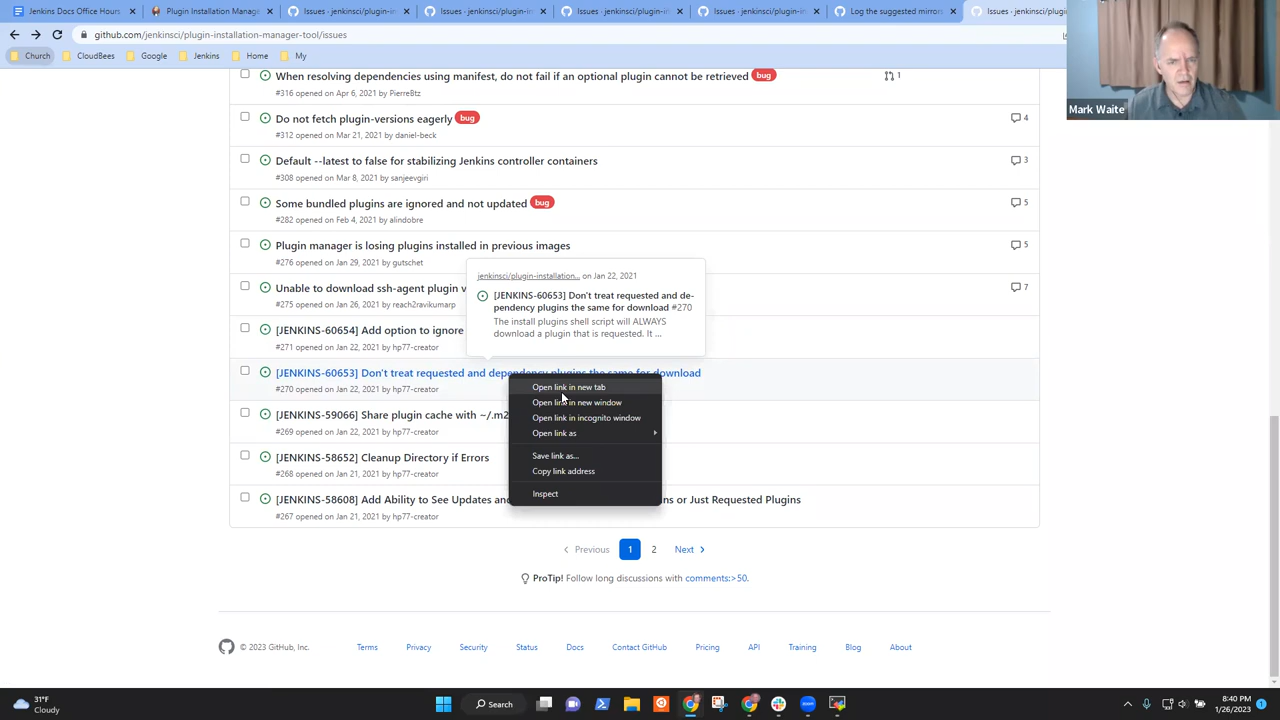 Jenkins Docs Office Hours
Plugin Installation Manage
Issues · jenkinsci/plugin-in
Issues · jenkinsci/plugin-in
Issues · jenkinsci/plugin-in
Issues · jenkinsci/plugin-in
Log the suggested mirror
Issues · jenkinsci/plugin-in
github.com/jenkinsci/plugin-installation-manager-tool/issues
Church
CloudBees
Google
Jenkins
Home
My
Mark Waite
When resolving dependencies using manifest, do not fail if an optional plugin cannot be retrieved bug 1
#316 opened on Apr 6, 2021 by PierreBtz
Do not fetch plugin-versions eagerly bug 4
#312 opened on Mar 21, 2021 by daniel-beck
Default --latest to false for stabilizing Jenkins controller containers 3
#308 opened on Mar 8, 2021 by sanjeevgiri
Some bundled plugins are ignored and not updated bug 5
#282 opened on Feb 4, 2021 by alindobre
Plugin manager is losing plugins installed in previous images 5
#276 opened on Jan 29, 2021 by gutschet
jenkinsci/plugin-installation... on Jan 22, 2021
Unable to download ssh-agent plugin v 7
#275 opened on Jan 26, 2021 by reach2ravikumarp
[JENKINS-60653] Don't treat requested and de-
pendency plugins the same for download #270
The install plugins shell script will ALWAYS
download a plugin that is requested. It ...
[JENKINS-60654] Add option to ignore
#271 opened on Jan 22, 2021 by hp77-creator
[JENKINS-60653] Don't treat requested and dependency plugins the same for download
#270 opened on Jan 22, 2021 by hp77-creator
Open link in new tab
Open link in new window
Open link in incognito window
Open link as
Save link as...
Copy link address
Inspect
[JENKINS-59066] Share plugin cache with ~/.m2
#269 opened on Jan 22, 2021 by hp77-creator
[JENKINS-58652] Cleanup Directory if Errors
#268 opened on Jan 21, 2021 by hp77-creator
[JENKINS-58608] Add Ability to See Updates an ns or Just Requested Plugins
#267 opened on Jan 21, 2021 by hp77-creator
Previous 1 2 Next
ProTip! Follow long discussions with comments:>50.
© 2023 GitHub, Inc.
Terms
Privacy
Security
Status
Docs
Contact GitHub
Pricing
API
Training
Blog
About
31°F
Cloudy
Search
8:40 PM
1/26/2023